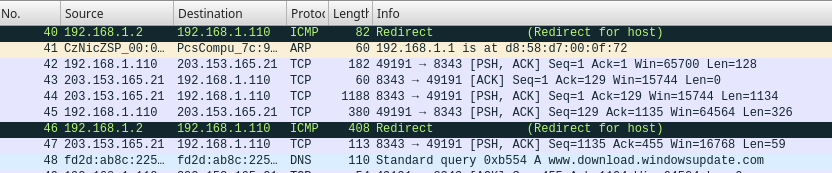 No. Source Destination Protoc Length Info
40 192.168.1.2 192.168.1.110 ICMP 82 Redirect (Redirect for host)
41 CzNicZSP_00:0… PcsCompu_7c:9… ARP 60 192.168.1.1 is at d8:58:d7:00:0f:72
42 192.168.1.110 203.153.165.21 TCP 182 49191 → 8343 [PSH, ACK] Seq=1 Ack=1 Win=65700 Len=128
43 203.153.165.21 192.168.1.110 TCP 60 8343 → 49191 [ACK] Seq=1 Ack=129 Win=15744 Len=0
44 203.153.165.21 192.168.1.110 TCP 1188 8343 → 49191 [PSH, ACK] Seq=1 Ack=129 Win=15744 Len=1134
45 192.168.1.110 203.153.165.21 TCP 380 49191 → 8343 [PSH, ACK] Seq=129 Ack=1135 Win=64564 Len=326
46 192.168.1.2 192.168.1.110 ICMP 408 Redirect (Redirect for host)
47 203.153.165.21 192.168.1.110 TCP 113 8343 → 49191 [PSH, ACK] Seq=1135 Ack=455 Win=16768 Len=59
48 fd2d:ab8c:225… fd2d:ab8c:225… DNS 110 Standard query 0xb554 A www.download.windowsupdate.com